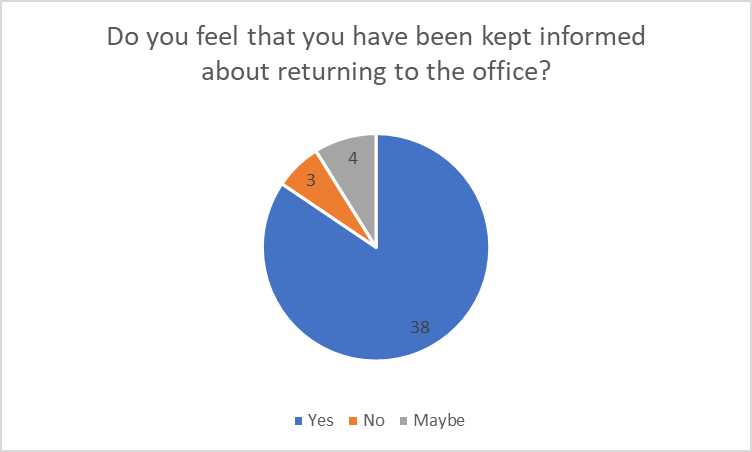 Do you feel that you have been kept informed
about returning to the office?
4
3
38
Yes No Maybe